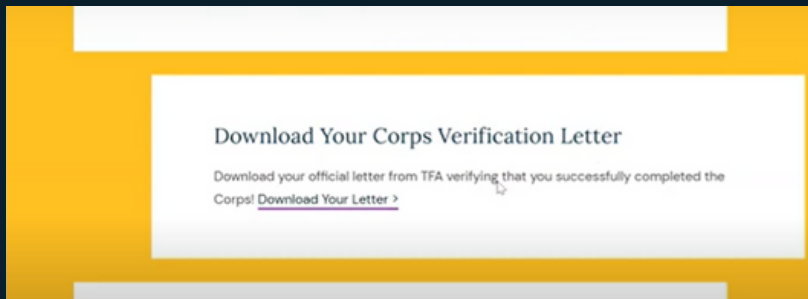 Download Your Corps Verification Letter
Download your official letter from TFA verifying that you successfully completed the
Corps! Download Your Letter >